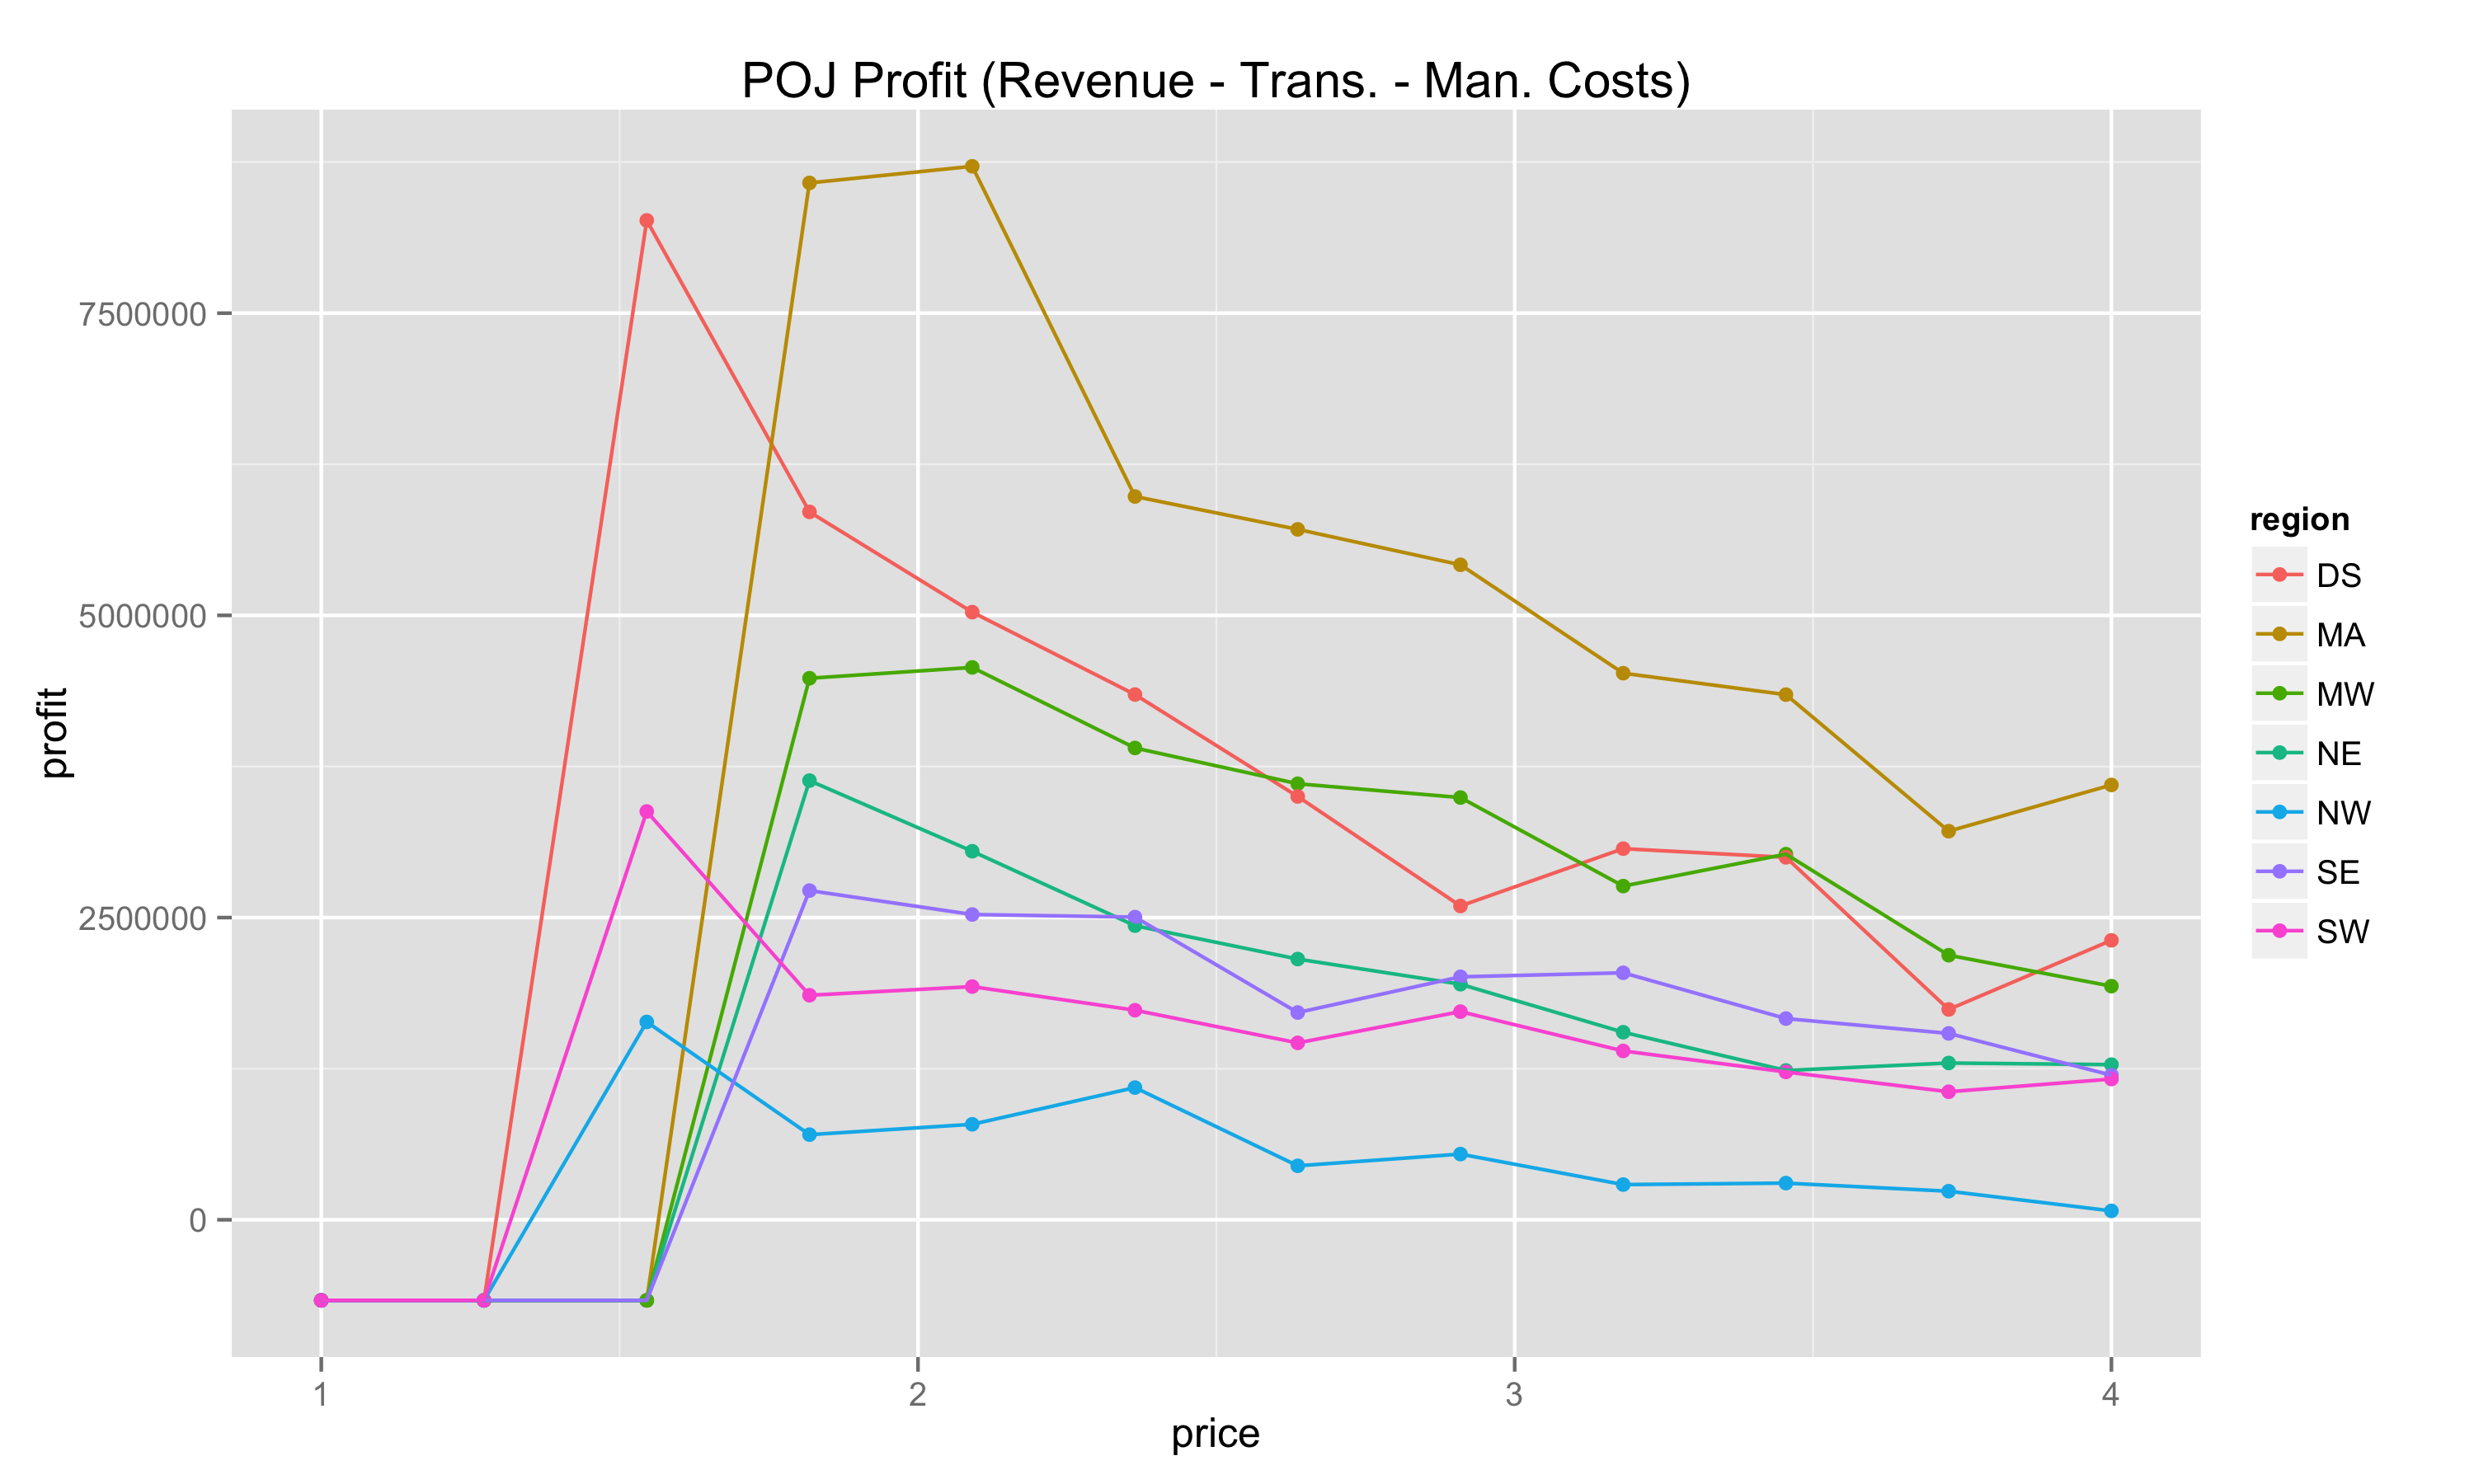 POJ Profit (Revenue - Trans. - Man. Costs)
7500000
5000000
2500000
0
profit
1 2 3 4
price
region
DS
MA
MW
NE
NW
SE
SW